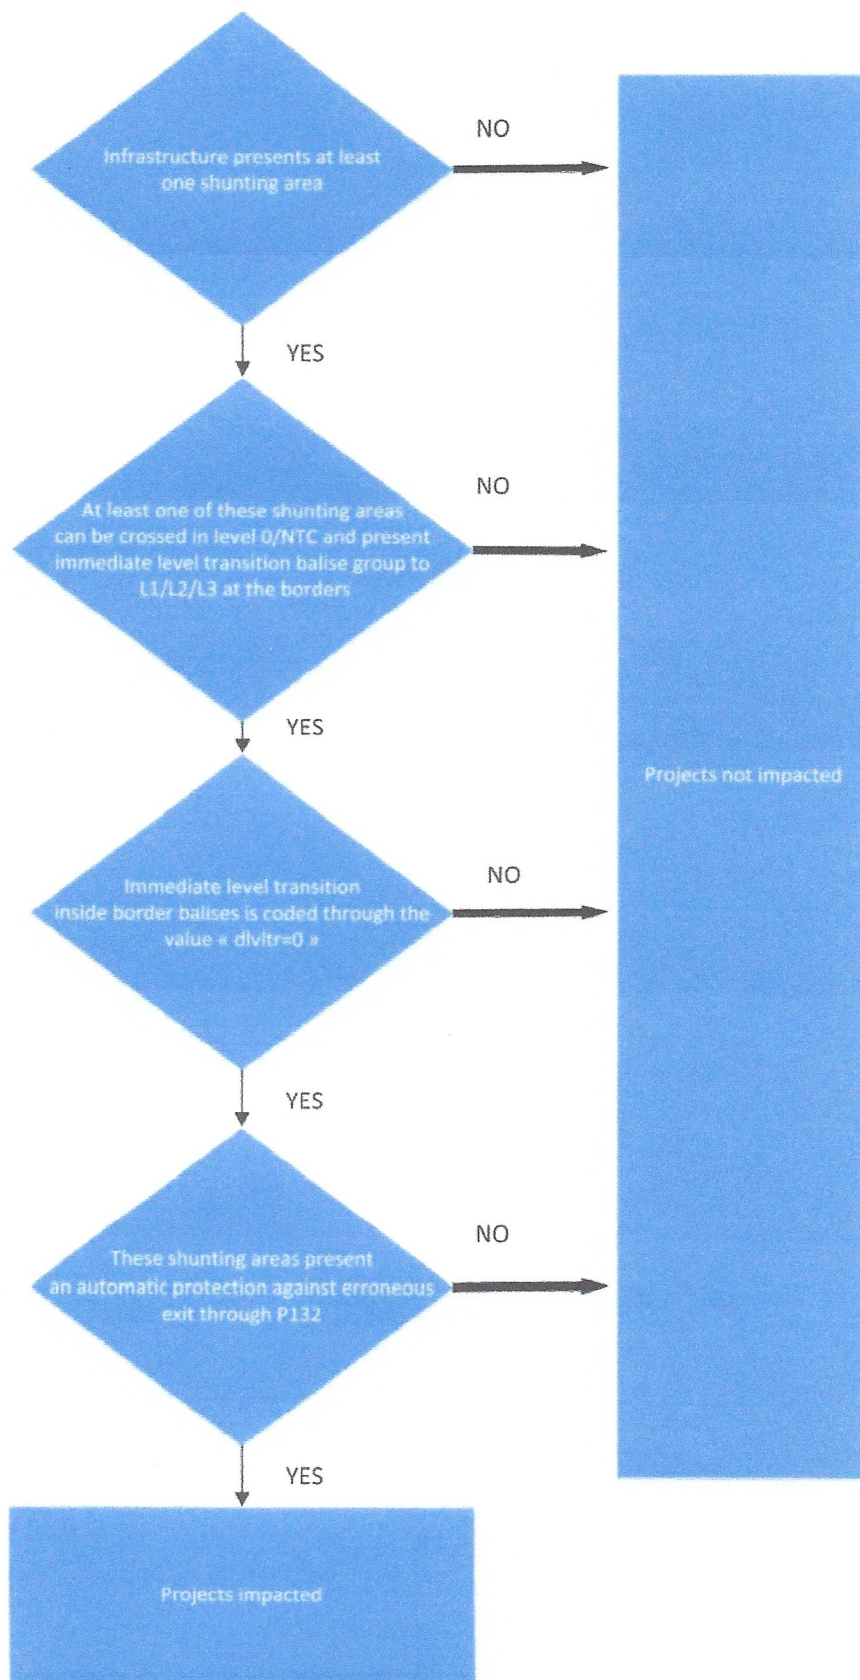 Infrastructure presents at least
one shunting area
NO
YES
At least one of these shunting areas
can be crossed in level 0/NTC and present
immediate level transition balise group to
L1/L2/L3 at the borders
NO
YES
Projects not impacted
Immediate level transition
inside border balises is coded through the
value « dlvltr=0 »
NO
YES
These shunting areas present
an automatic protection against erroneous
exit through P132
NO
YES
Projects impacted